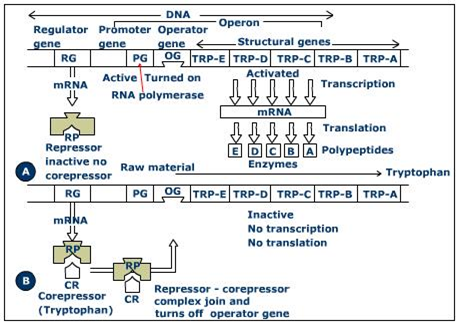 DNA
Regulator gene
Promoter gene
Operator gene
Operon
Structural genes
RG
PG
OG
TRP-E
TRP-D
TRP-C
TRP-B
TRP-A
mRNA
Active Turned on
RNA polymerase
Activated
Transcription
mRNA
Translation
RP
Repressor
inactive no
corepressor
E D C B A
Polypeptides
Enzymes
A
Raw material
Tryptophan
RG
PG
OG
TRP-E
TRP-D
TRP-C
TRP-B
TRP-A
mRNA
Inactive
No transcription
No translation
RP
RP
B
CR
Corepressor
(Tryptophan)
CR
Repressor - corepressor
complex join and
turns off operator gene